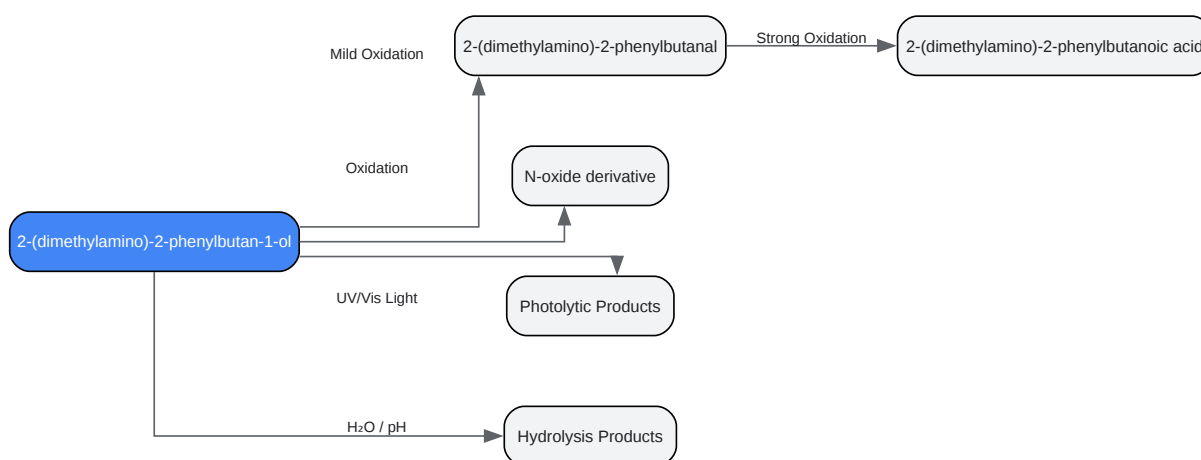 2-(dimethylamino)-2-phenylbutanal
Strong Oxidation
2-(dimethylamino)-2-phenylbutanoic acid
Mild Oxidation
Oxidation
N-oxide derivative
2-(dimethylamino)-2-phenylbutan-1-ol
UV/Vis Light
Photolytic Products
H₂O / pH
Hydrolysis Products